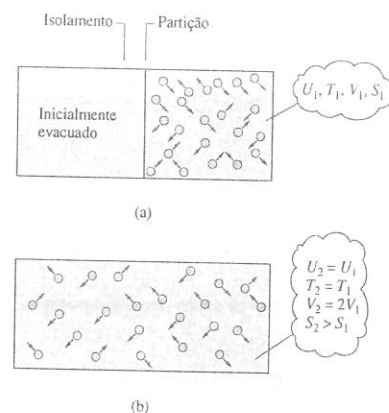 Isolamento Partição
Inicialmente
evacuado
U₁, T₁, V₁, S₁
(a)
U₂ = U₁
T₂ = T₁
V₂ = 2V₁
S₂ > S₁
(b)